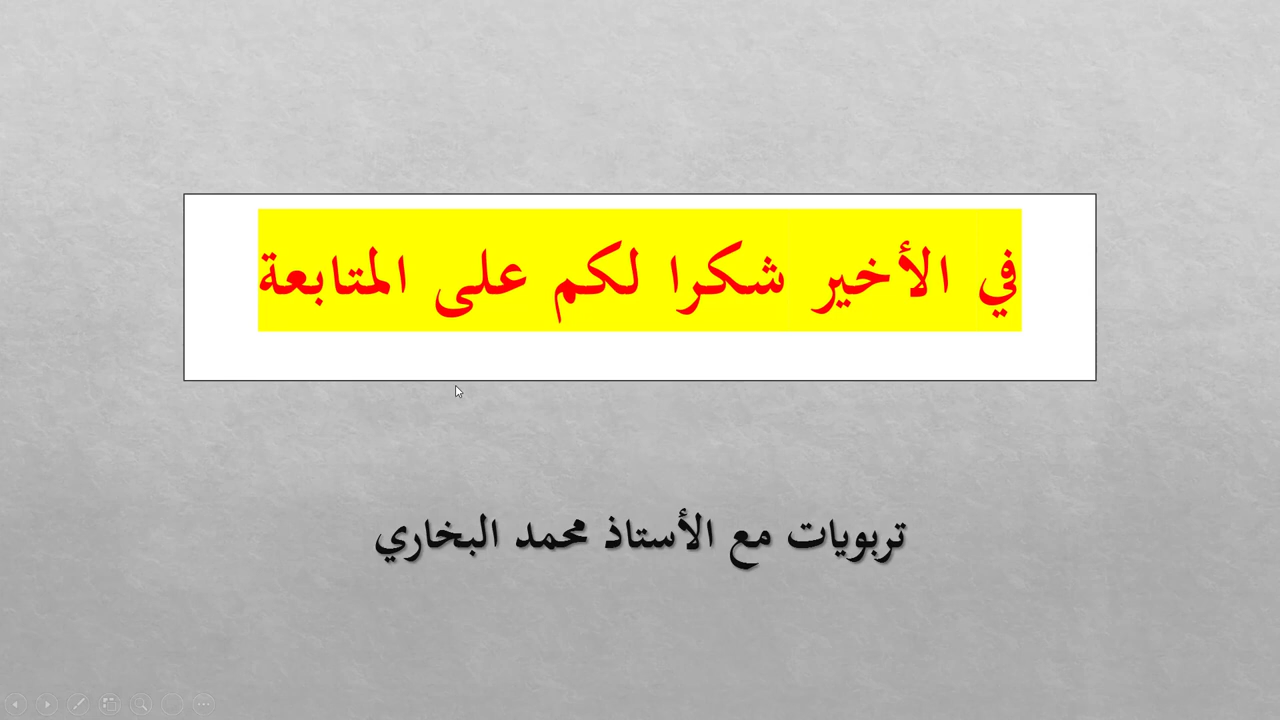 في الأخير شكرا لكم على المتابعة
تربويات مع الأستاذ محمد البخاري